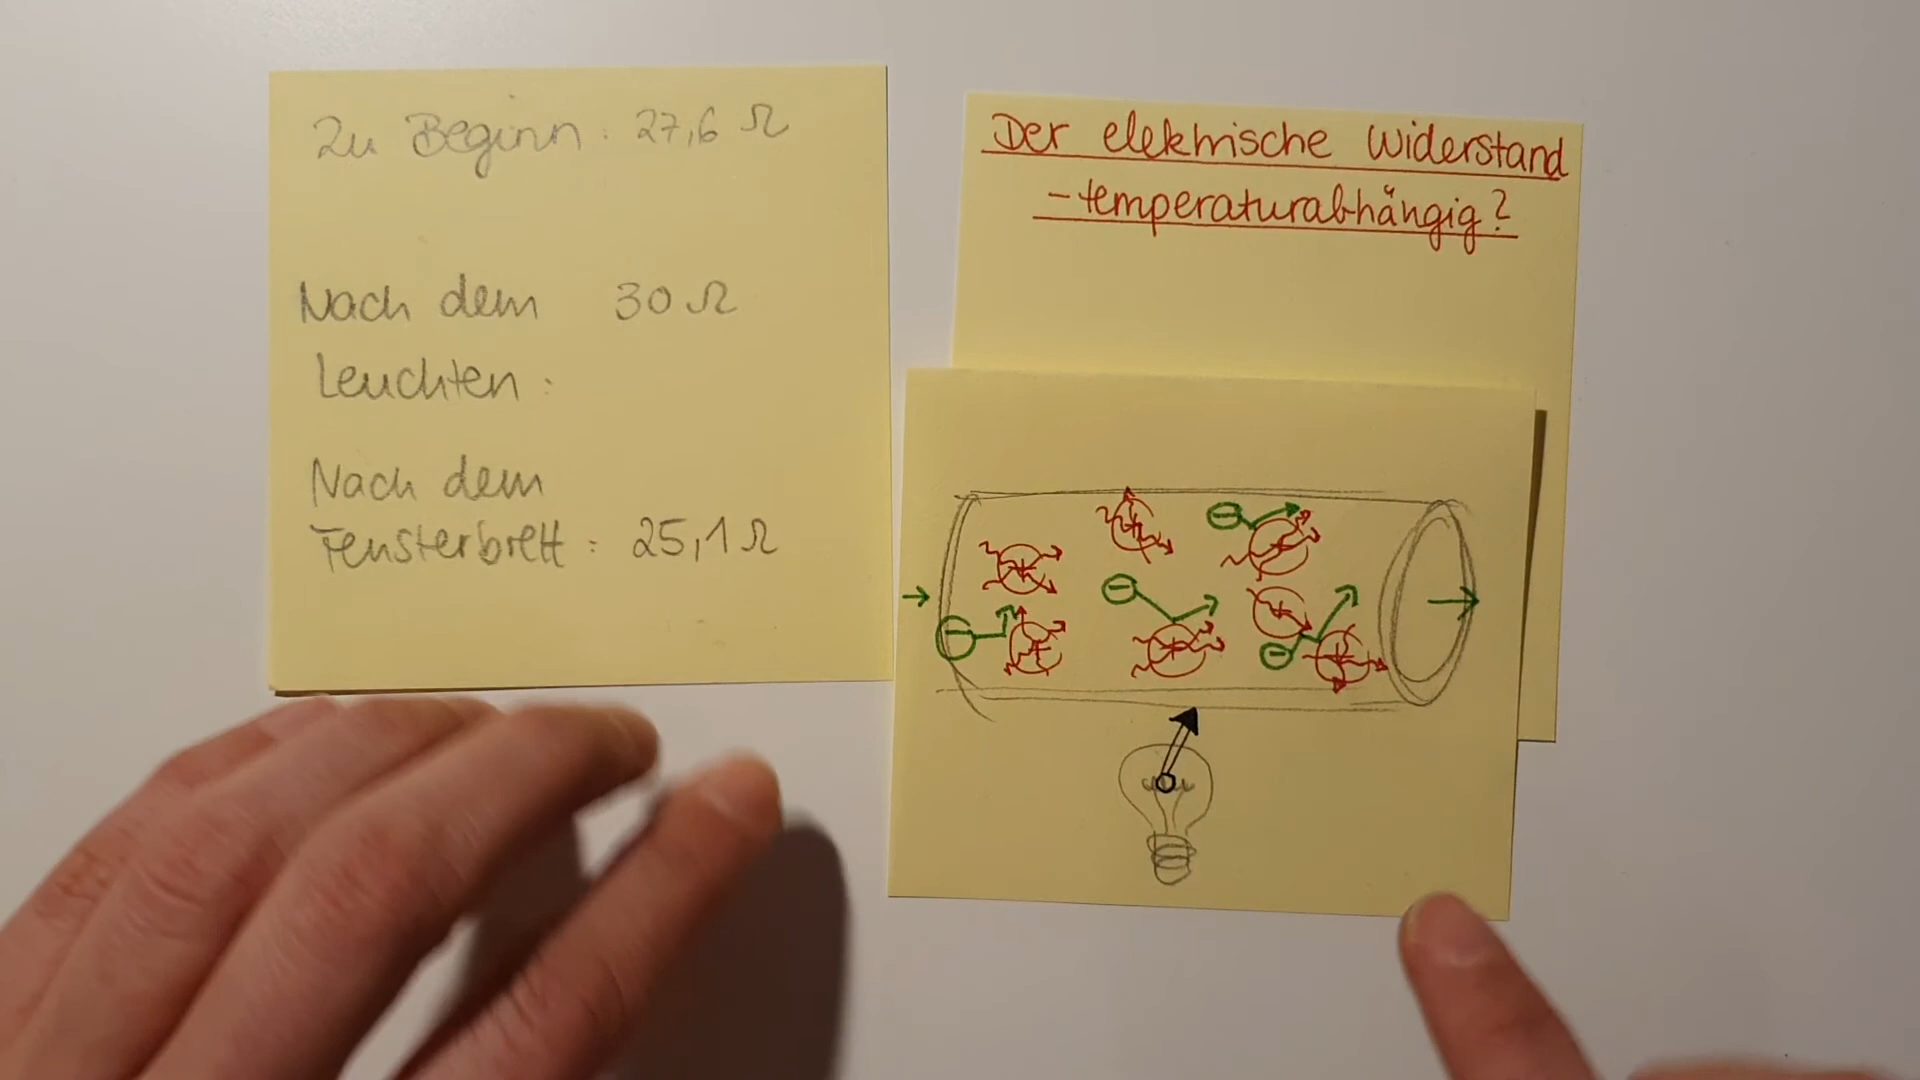 Zu Beginn: 27,6 Ω
Nach dem 30 Ω
Leuchten:
Nach dem
Fensterbrett: 25,1 Ω
Der elektrische Widerstand
-temperaturabhängig?